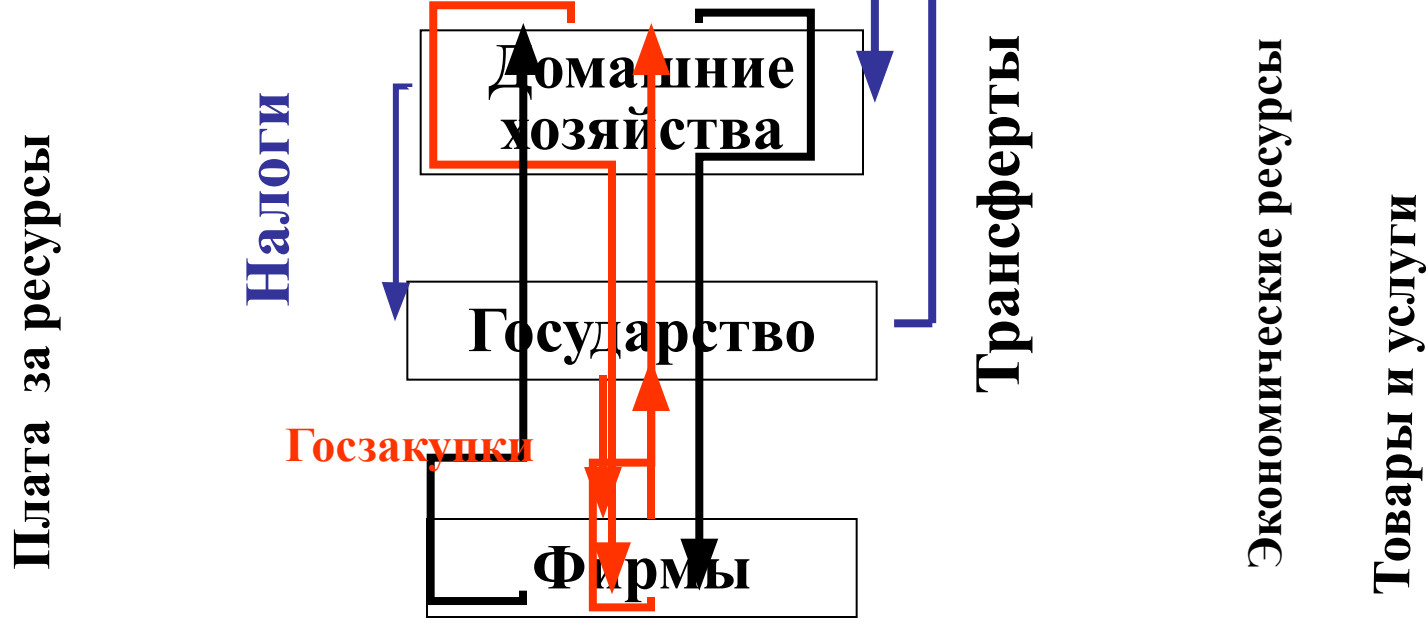 Плата за ресурсы
Налоги
Домашние
хозяйства
Государство
Госзакупки
Фирмы
Трансферты
Экономические ресурсы
Товары и услуги